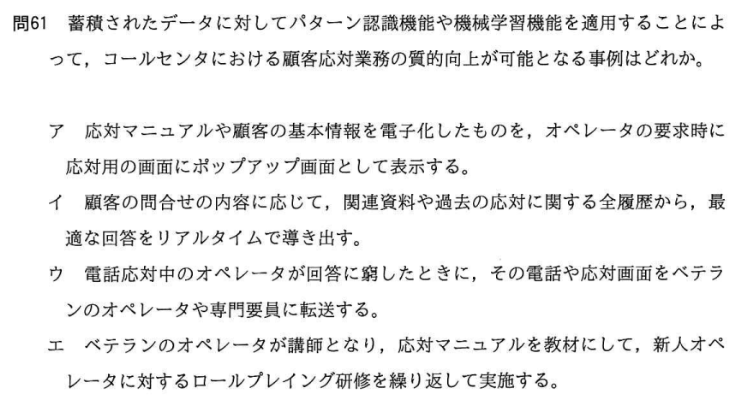 問61 蓄積されたデータに対してパターン認識機能や機械学習機能を適用することによ
って，コールセンタにおける顧客応対業務の質的向上が可能となる事例はどれか。
ア 応対マニュアルや顧客の基本情報を電子化したものを，オペレータの要求時に
応対用の画面にポップアップ画面として表示する。
イ 顧客の問合せの内容に応じて，関連資料や過去の応対に関する全履歴から，最
適な回答をリアルタイムで導き出す。
ウ 電話応対中のオペレータが回答に窮したときに，その電話や応対画面をベテラ
ンのオペレータや専門要員に転送する。
エ ベテランのオペレータが講師となり，応対マニュアルを教材にして，新人オペ
レータに対するロールプレイング研修を繰り返して実施する。